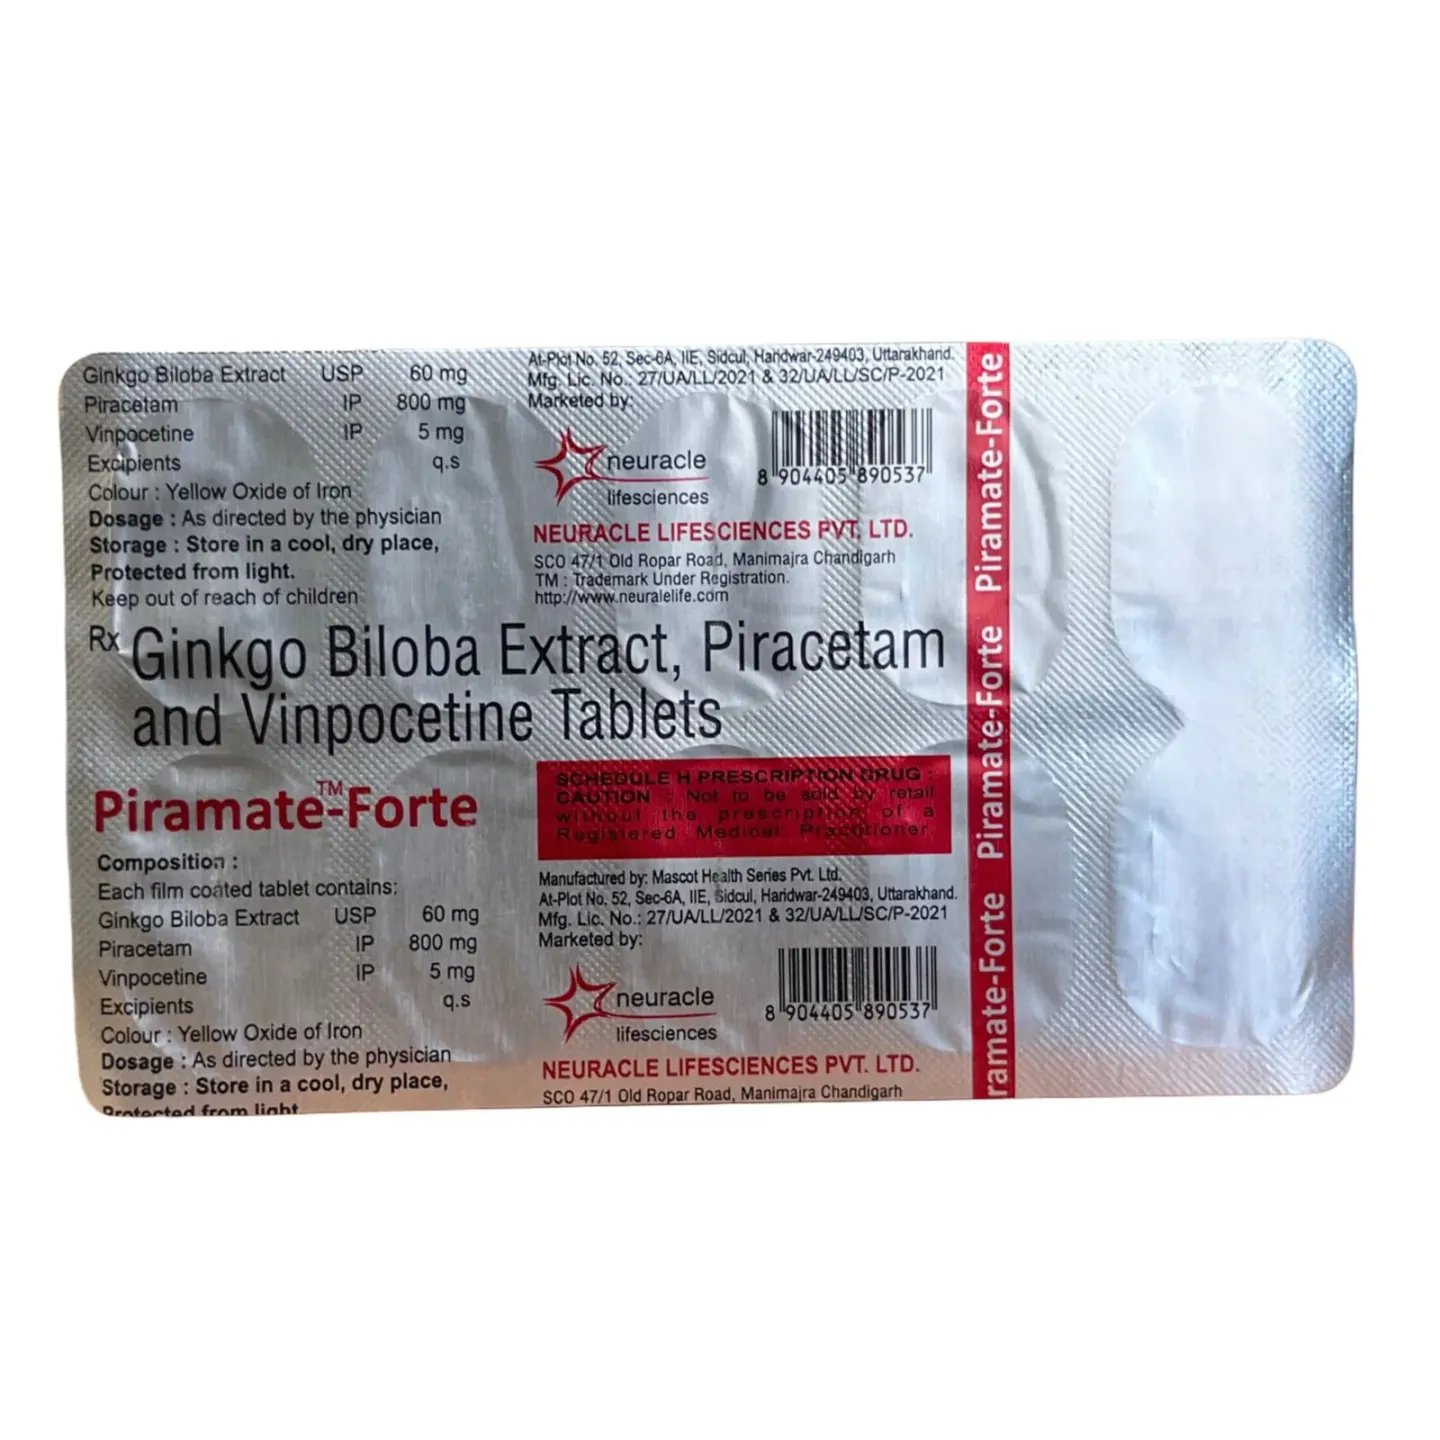 Ginkgo Biloba Extract USP 60 mg
Piracetam IP 800 mg
Vinpocetine IP 5 mg
Excipients q.s
Colour : Yellow Oxide of Iron
Dosage : As directed by the physician
Storage : Store in a cool, dry place,
Protected from light.
Keep out of reach of children
At-Plot No. 52, Sec-6A, IIE, Sidcul, Haridwar-249403, Uttarakhand.
Mfg. Lic. No.: 27/UA/LL/2021 & 32/UA/LL/SC/P-2021
Marketed by:
neuracle
lifesciences
8 904405 890537
NEURACLE LIFESCIENCES PVT. LTD.
SCO 47/1 Old Ropar Road, Manimajra Chandigarh
TM : Trademark Under Registration.
http://www.neuralelife.com
Rx Ginkgo Biloba Extract, Piracetam
and Vinpocetine Tablets
Piramate™-Forte
Composition :
Each film coated tablet contains:
Ginkgo Biloba Extract USP 60 mg
Piracetam IP 800 mg
Vinpocetine IP 5 mg
Excipients q.s
Colour : Yellow Oxide of Iron
Dosage : As directed by the physician
Storage : Store in a cool, dry place,
Protected from light
SCHEDULE H PRESCRIPTION DRUG :
CAUTION : Not to be sold by retail
without the prescription of a
Registered Medical Practitioner
Manufactured by: Mascot Health Series Pvt. Ltd.
At-Plot No. 52, Sec-6A, IIE, Sidcul, Haridwar-249403, Uttarakhand.
Mfg. Lic. No.: 27/UA/LL/2021 & 32/UA/LL/SC/P-2021
Marketed by:
neuracle
lifesciences
8 904405 890537
NEURACLE LIFESCIENCES PVT. LTD.
SCO 47/1 Old Ropar Road, Manimajra Chandigarh
ramate-Forte Piramate-Forte Piramate-Forte Piramate-Forte